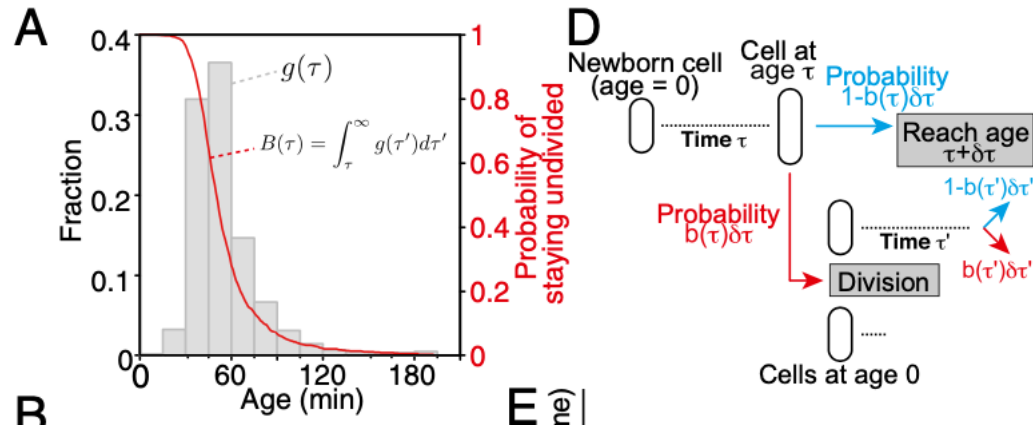 A
0.4
0.3
0.2
0.1
0
Fraction
g(τ)
B(τ) = ∫_τ^∞ g(τ′)dτ′
1
0.8
0.6
0.4
0.2
0
Probability of
staying undivided
0 60 120 180
Age (min)
D
Newborn cell
(age = 0)
Cell at
age τ
Time τ
Probability
1-b(τ)δτ
Reach age
τ+δτ
Probability
b(τ)δτ
Time τ'
1-b(τ')δτ'
b(τ')δτ'
Division
Cells at age 0
B
E
ne)